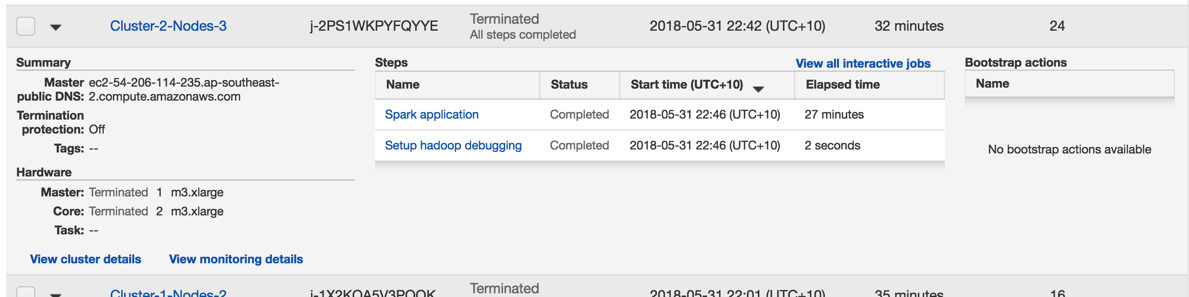 Cluster-2-Nodes-3 j-2PS1WKPYFQYYE Terminated 2018-05-31 22:42 (UTC+10) 32 minutes 24
All steps completed
Summary
Master public DNS: ec2-54-206-114-235.ap-southeast-2.compute.amazonaws.com
Termination protection: Off
Tags: --
Hardware
Master: Terminated 1 m3.xlarge
Core: Terminated 2 m3.xlarge
Task: --
View cluster details View monitoring details
Steps View all interactive jobs
Name Status Start time (UTC+10) Elapsed time
Spark application Completed 2018-05-31 22:46 (UTC+10) 27 minutes
Setup hadoop debugging Completed 2018-05-31 22:46 (UTC+10) 2 seconds
Bootstrap actions
Name
No bootstrap actions available
Cluster-1-Nodes-2 j-1X2KOA5V3POOK Terminated 2018-05-31 22:01 (UTC+10) 35 minutes 16